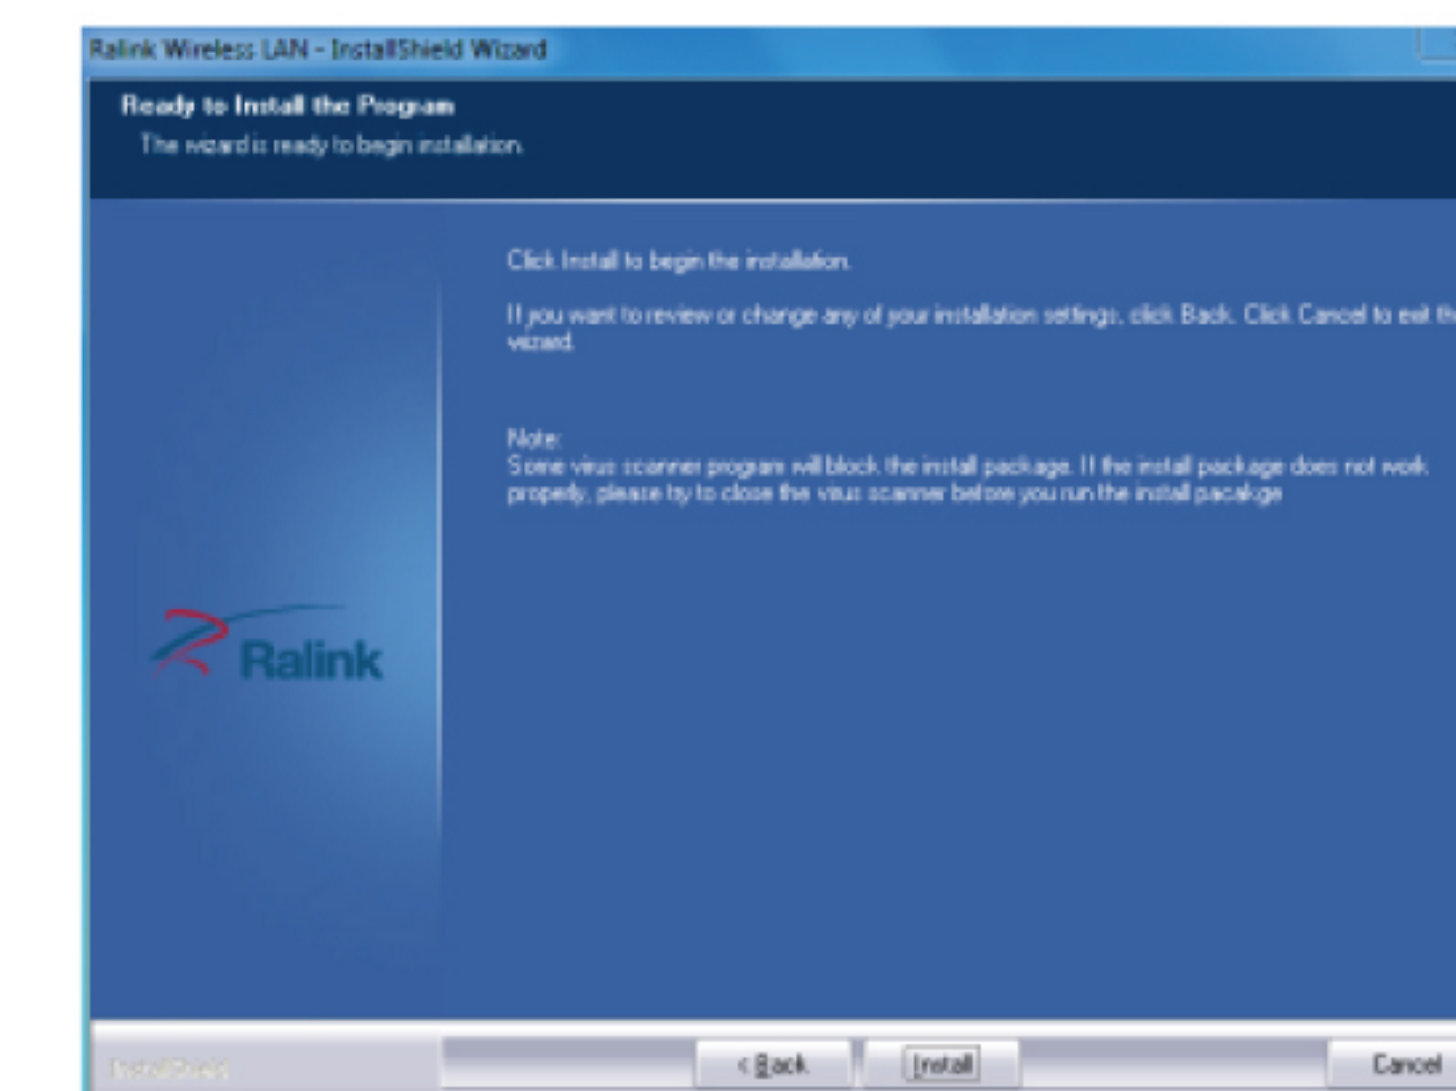 Ralink Wireless LAN - InstallShield Wizard
Ready to Install the Program
The wizard is ready to begin installation.
Click Install to begin the installation.
If you want to review or change any of your installation settings, click Back. Click Cancel to exit the
wizard.
Note:
Some virus scanner program will block the install package. If the install package does not work
properly, please try to close the virus scanner before you run the install pacakge
Ralink
InstallShield
< Back
Install
Cancel